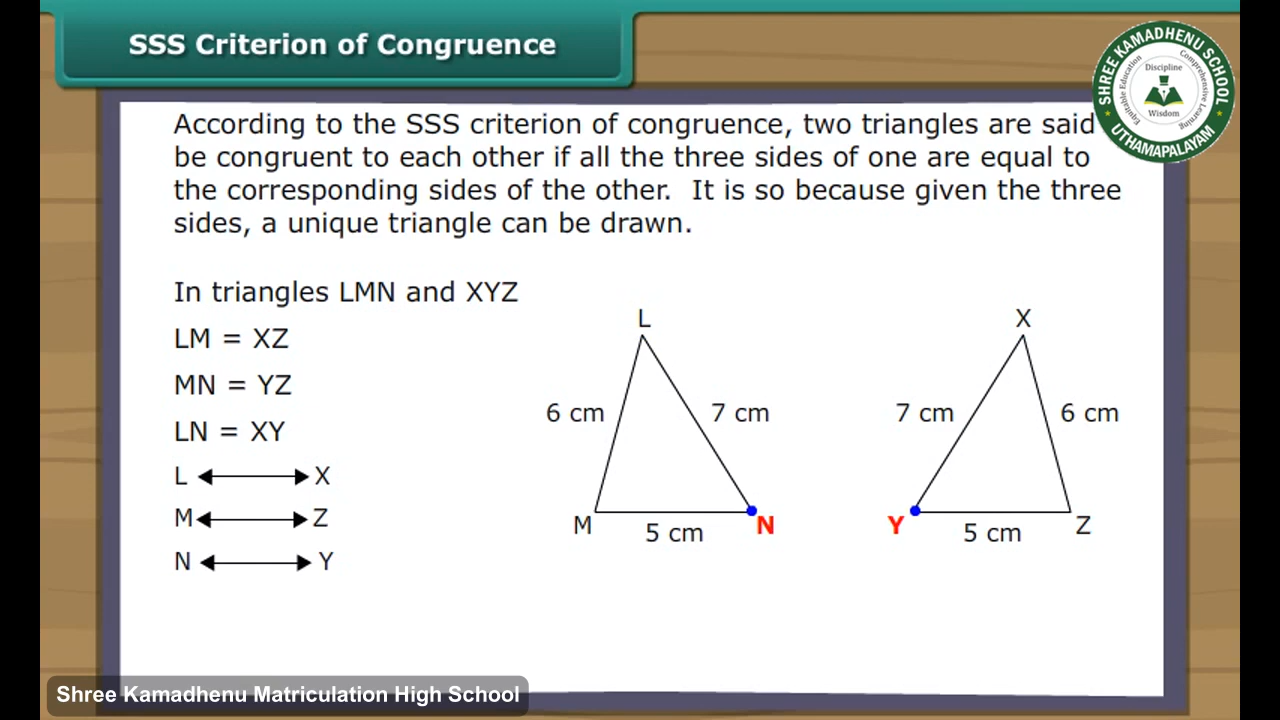 SSS Criterion of Congruence
SHREE KAMADHENU SCHOOL
UTHAMAPALAYAM
Equitable Education
Discipline
Comprehensive Learning
Wisdom
According to the SSS criterion of congruence, two triangles are said
be congruent to each other if all the three sides of one are equal to
the corresponding sides of the other. It is so because given the three
sides, a unique triangle can be drawn.
In triangles LMN and XYZ
LM = XZ
MN = YZ
LN = XY
L X
M Z
N Y
L
6 cm
7 cm
M
5 cm
N
X
7 cm
6 cm
Y
5 cm
Z
Shree Kamadhenu Matriculation High School